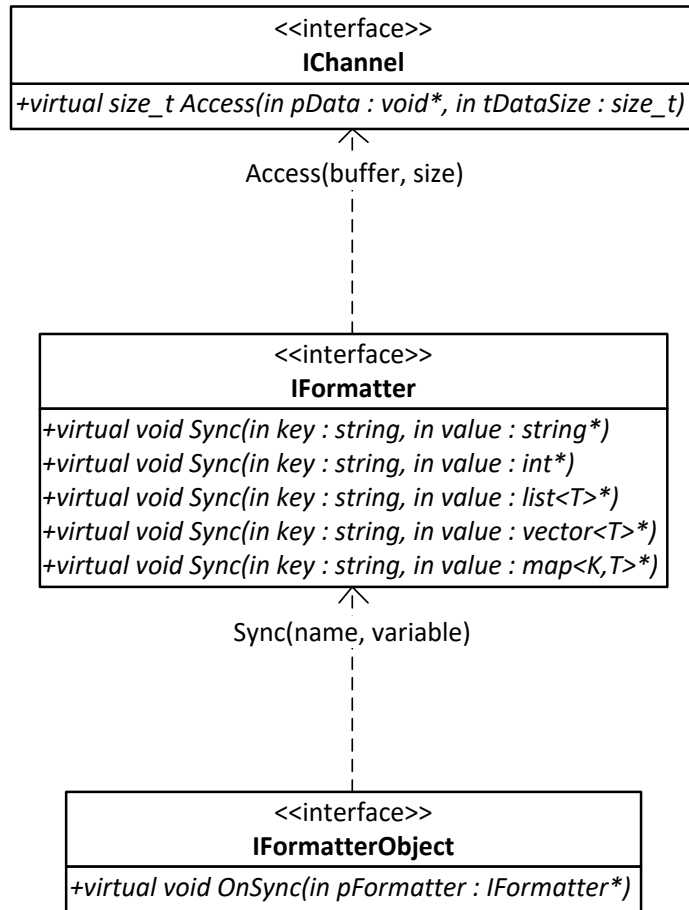 <<interface>>
IChannel
+virtual size_t Access(in pData : void*, in tDataSize : size_t)
Access(buffer, size)
<<interface>>
IFormatter
+virtual void Sync(in key : string, in value : string*)
+virtual void Sync(in key : string, in value : int*)
+virtual void Sync(in key : string, in value : list<T>*)
+virtual void Sync(in key : string, in value : vector<T>*)
+virtual void Sync(in key : string, in value : map<K,T>*)
Sync(name, variable)
<<interface>>
IFormatterObject
+virtual void OnSync(in pFormatter : IFormatter*)